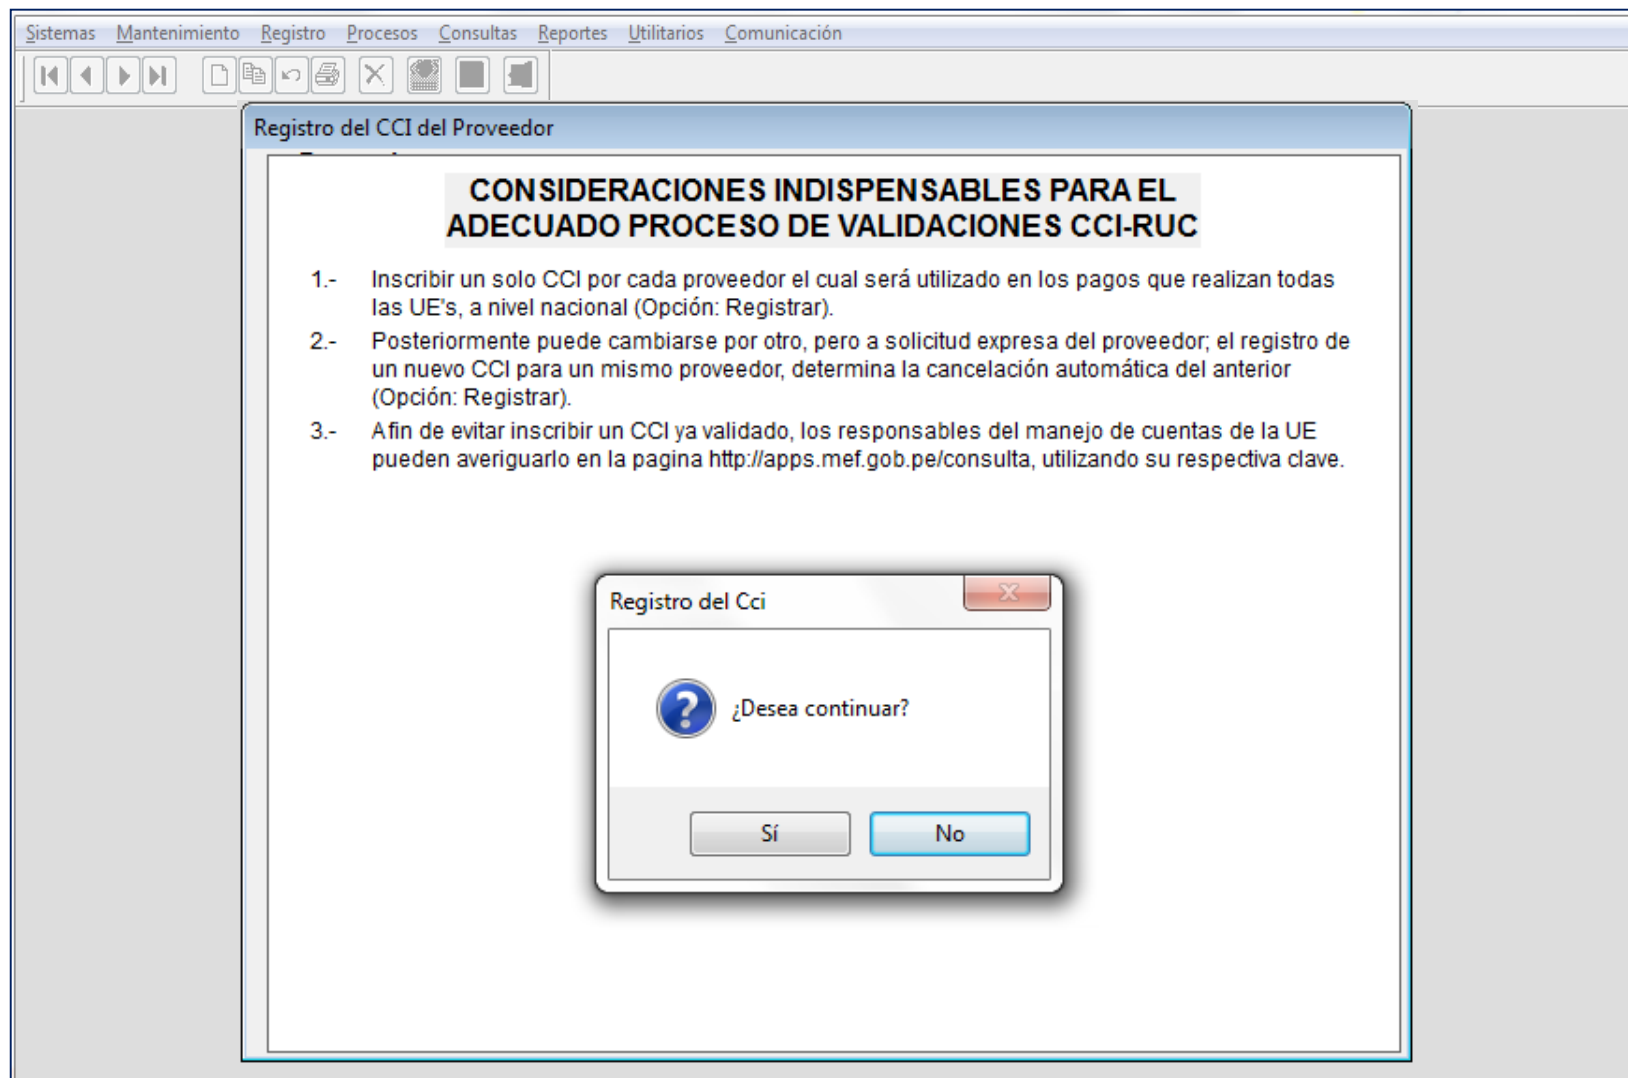 Sistemas Mantenimiento Registro Procesos Consultas Reportes Utilitarios Comunicación
Registro del CCI del Proveedor
CONSIDERACIONES INDISPENSABLES PARA EL
ADECUADO PROCESO DE VALIDACIONES CCI-RUC
1.- Inscribir un solo CCI por cada proveedor el cual será utilizado en los pagos que realizan todas
las UE's, a nivel nacional (Opción: Registrar).
2.- Posteriormente puede cambiarse por otro, pero a solicitud expresa del proveedor; el registro de
un nuevo CCI para un mismo proveedor, determina la cancelación automática del anterior
(Opción: Registrar).
3.- Afin de evitar inscribir un CCI ya validado, los responsables del manejo de cuentas de la UE
pueden averiguarlo en la pagina http://apps.mef.gob.pe/consulta, utilizando su respectiva clave.
Registro del Cci
¿Desea continuar?
Sí No